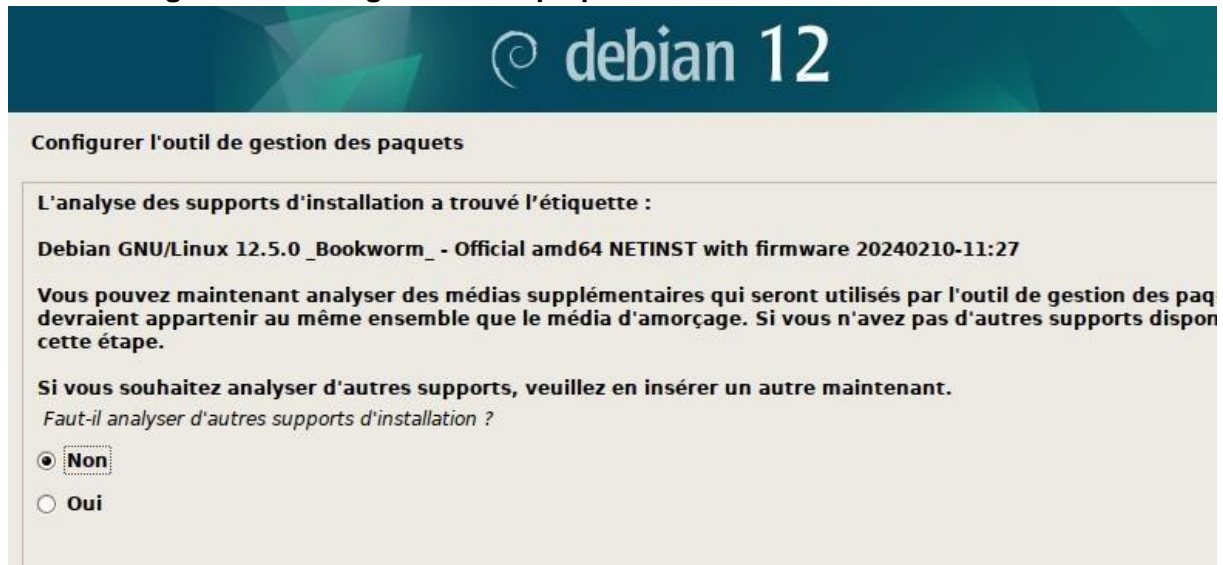 debian 12
Configurer l'outil de gestion des paquets
L'analyse des supports d'installation a trouvé l’étiquette :
Debian GNU/Linux 12.5.0 _Bookworm_ - Official amd64 NETINST with firmware 20240210-11:27
Vous pouvez maintenant analyser des médias supplémentaires qui seront utilisés par l'outil de gestion des paq
devraient appartenir au même ensemble que le média d'amorçage. Si vous n'avez pas d'autres supports dispon
cette étape.
Si vous souhaitez analyser d'autres supports, veuillez en insérer un autre maintenant.
Faut-il analyser d'autres supports d'installation ?
Non
Oui